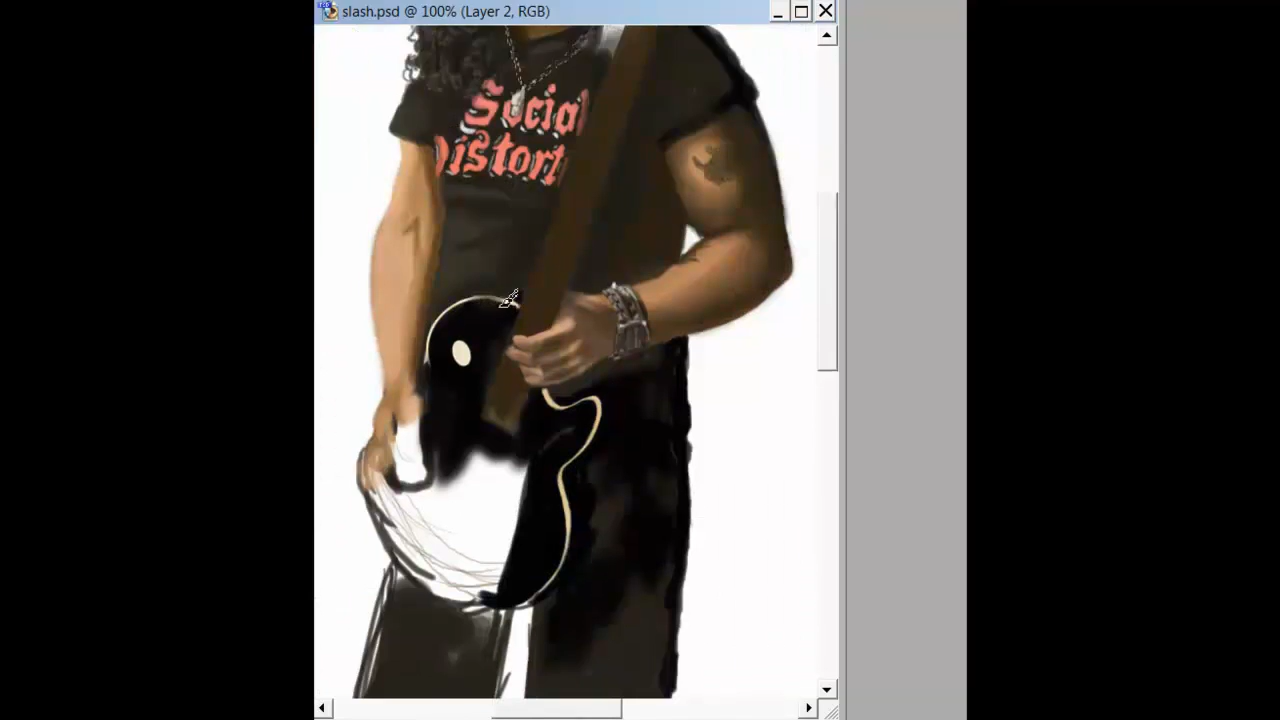 slash.psd @ 100% (Layer 2, RGB)
Social
Distort